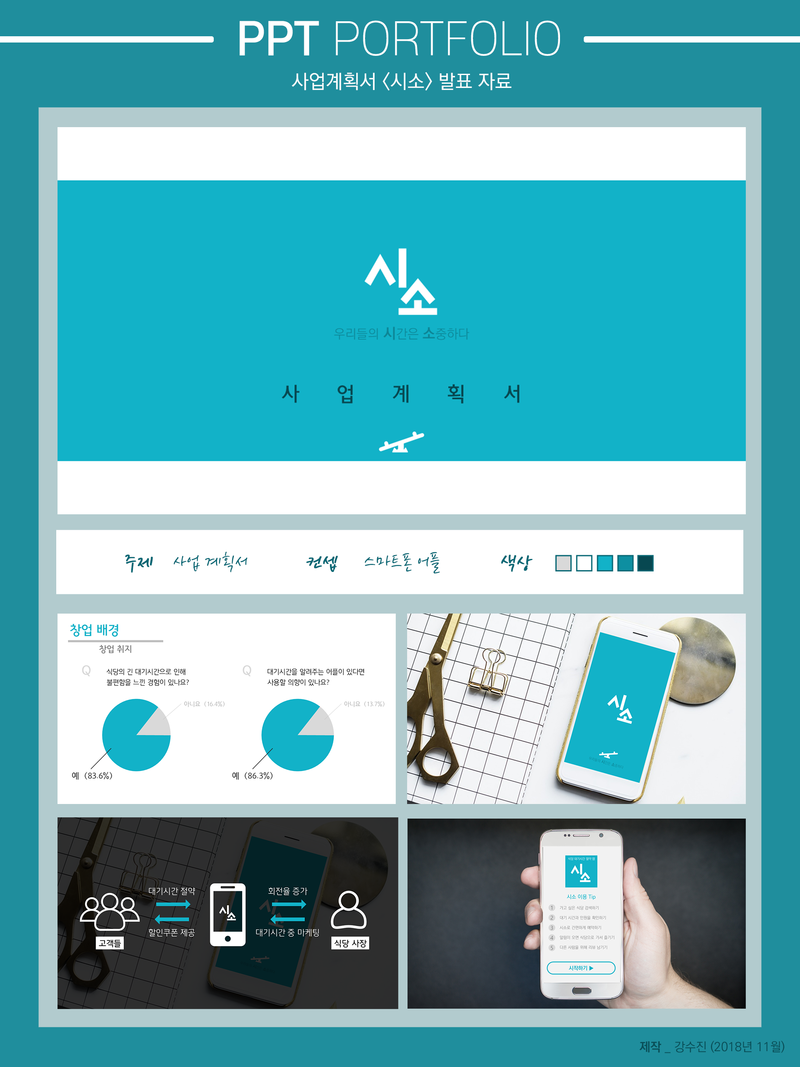 PPT PORTFOLIO
사업계획서 〈시소〉 발표 자료
시소
우리들의 시간은 소중하다
사 업 계 획 서
주제 사업 계획서 컨셉 스마트폰 어플 색상
창업 배경
창업 취지
Q 식당의 긴 대기시간으로 인해
불편함을 느낀 경험이 있나요?
아니요 (16.4%)
예 (83.6%)
Q 대기시간을 알려주는 어플이 있다면
사용할 의향이 있나요?
아니요 (13.7%)
예 (86.3%)
시소
대기시간 절약
할인쿠폰 제공
고객들
시소
회전율 증가
대기시간 중 마케팅
식당 사장
시소
시소 이용 Tip
1
2
3
4
5
시작하기 ▶
제작 _ 강수진 (2018년 11월)